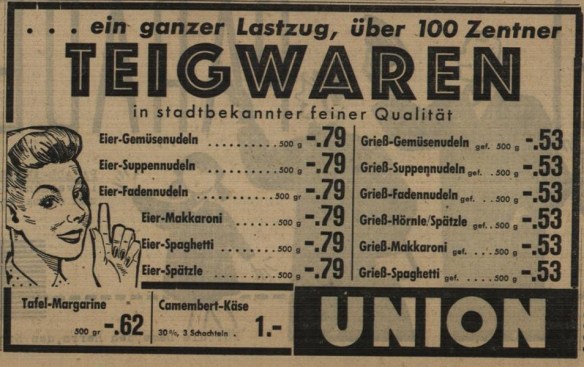 ... ein ganzer Lastzug, über 100 Zentner
TEIGWAREN
in stadtbekannter feiner Qualität
Eier-Gemüsenudeln ........... 500 g -.79
Eier-Suppennudeln ........... 500 g -.79
Eier-Fadennudeln ............ 500 gr -.79
Eier-Makkaroni ....... 500 g -.79
Eier-Spaghetti ......... 500 g -.79
Eier-Spätzle .......... 500 g -.79
Grieß-Gemüsenudeln gef. 500 g -.53
Grieß-Suppennudeln gef. 500 g -.53
Grieß-Fadennudeln gef. 500 g -.53
Grieß-Hörnle/Spätzle gef. 500 g -.53
Grieß-Makkaroni gef. .. 500 g -.53
Grieß-Spaghetti gef. .... 500 g -.53
Tafel-Margarine
500 gr -.62
Camembert-Käse
30%, 3 Schachteln . 1.-
UNION